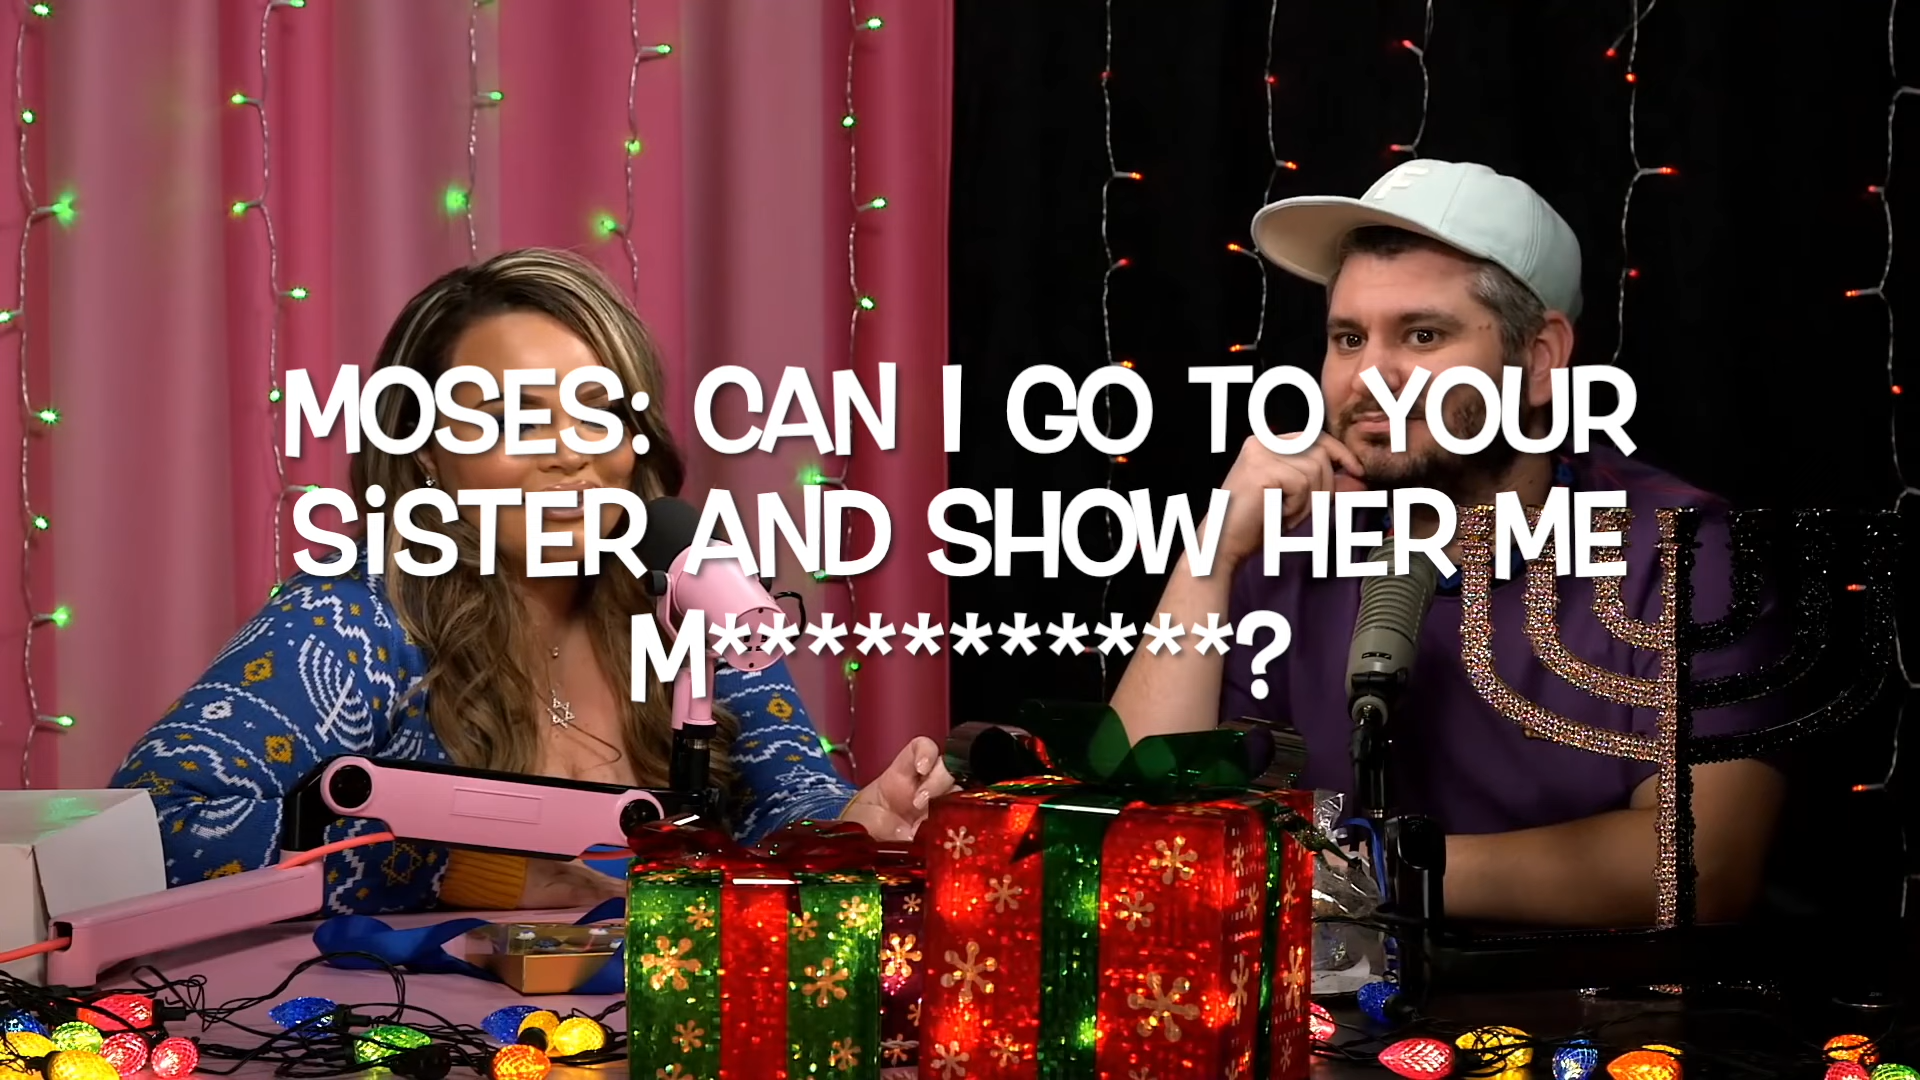 MOSES: CAN I GO TO YOUR
SiSTER AND SHOW HER ME
M***********?
F